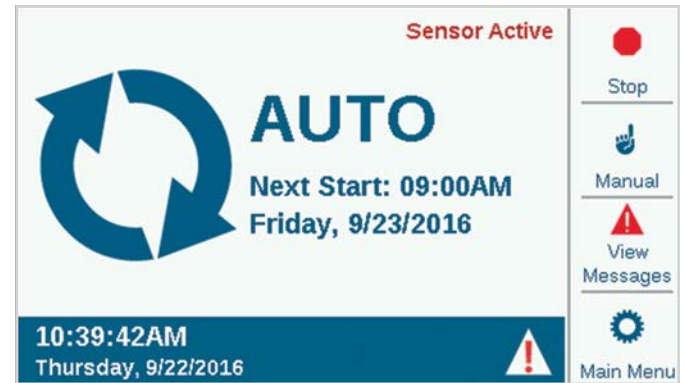 Sensor Active
AUTO
Next Start: 09:00AM
Friday, 9/23/2016
10:39:42AM
Thursday, 9/22/2016
Stop
Manual
View
Messages
Main Menu